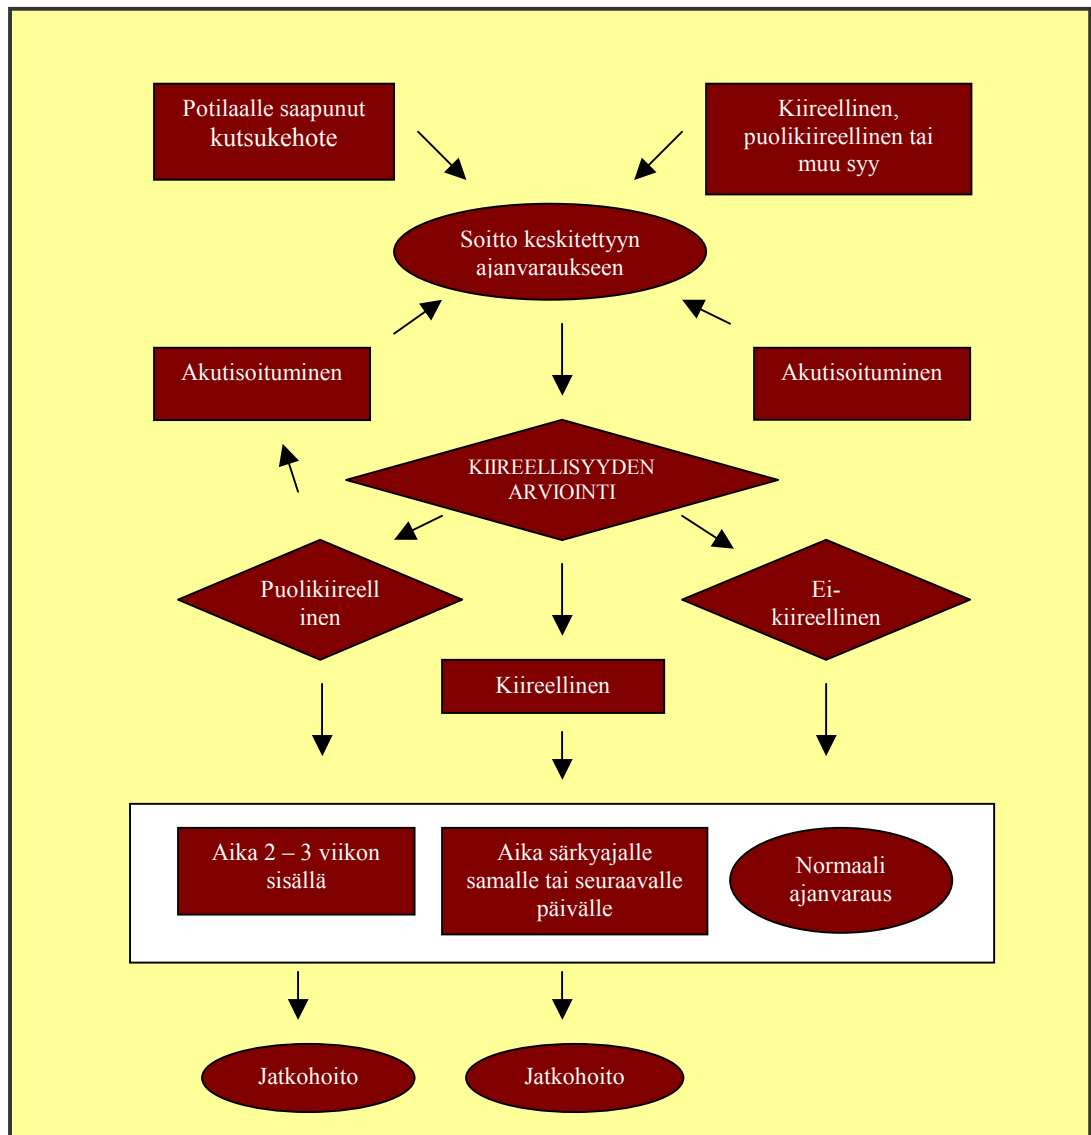 Potilaalle saapunut
kutsukehote
Kiireellinen,
puolikiireellinen tai
muu syy
Soitto keskitettyyn
ajanvaraukseen
Akutisoituminen
Akutisoituminen
KIIREELLISYYDEN
ARVIOINTI
Puolikiireell
inen
Ei-
kiireellinen
Kiireellinen
Aika 2 – 3 viikon
sisällä
Aika särkyajalle
samalle tai seuraavalle
päivälle
Normaali
ajanvaraus
Jatkohoito
Jatkohoito